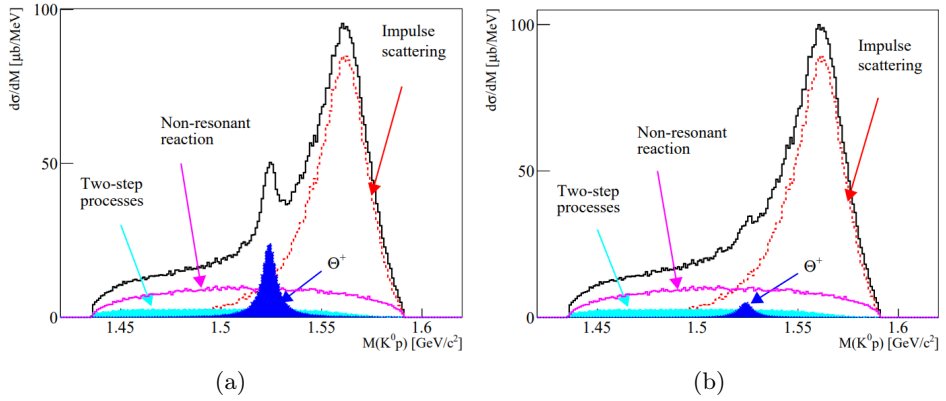 dσ/dM [μb/MeV]
100
50
0
Impulse
scattering
Non-resonant
reaction
Two-step
processes
Θ⁺
1.45
1.5
1.55
1.6
M(K⁰p) [GeV/c²]
(a)
dσ/dM [μb/MeV]
100
50
0
Impulse
scattering
Non-resonant
reaction
Two-step
processes
Θ⁺
1.45
1.5
1.55
1.6
M(K⁰p) [GeV/c²]
(b)